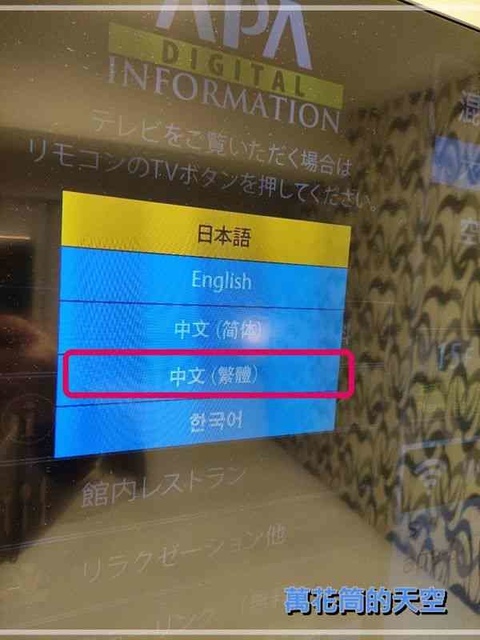 APA
DIGITAL
INFORMATION
テレビをご覧いただく場合は
リモコンのTVボタンを押してください。
日本語
English
中文 (简体)
中文 (繁體)
한국어
館内レストラン
リラクゼーション他
混
空
萬花筒的天空